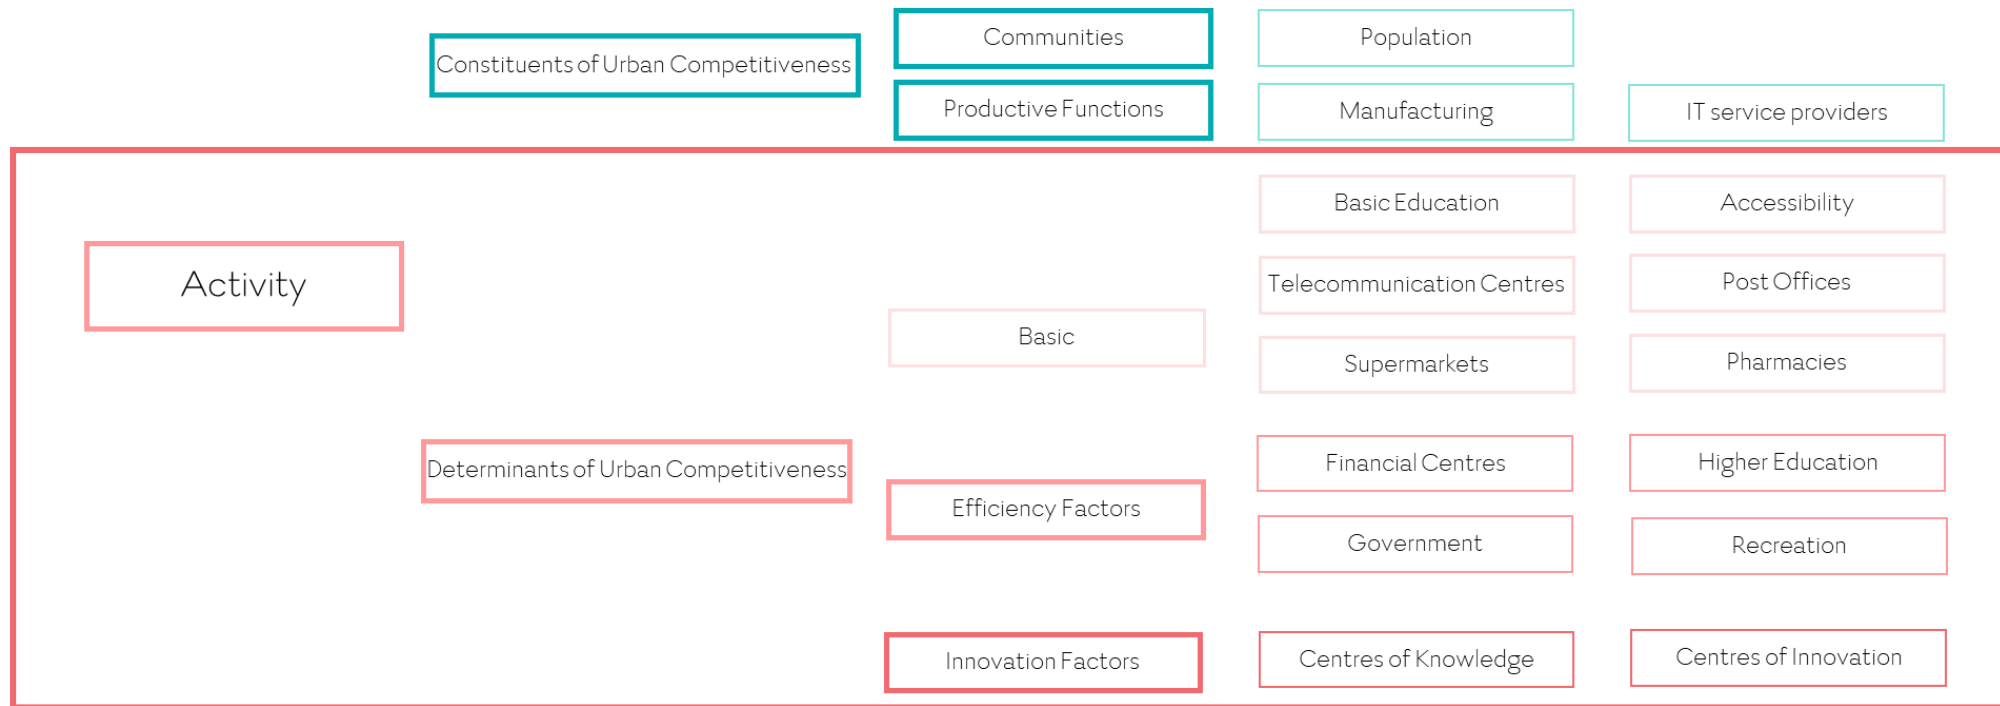 Constituents of Urban Competitiveness
Communities
Population
Productive Functions
Manufacturing
IT service providers
Activity
Determinants of Urban Competitiveness
Basic
Basic Education
Accessibility
Telecommunication Centres
Post Offices
Supermarkets
Pharmacies
Efficiency Factors
Financial Centres
Higher Education
Government
Recreation
Innovation Factors
Centres of Knowledge
Centres of Innovation